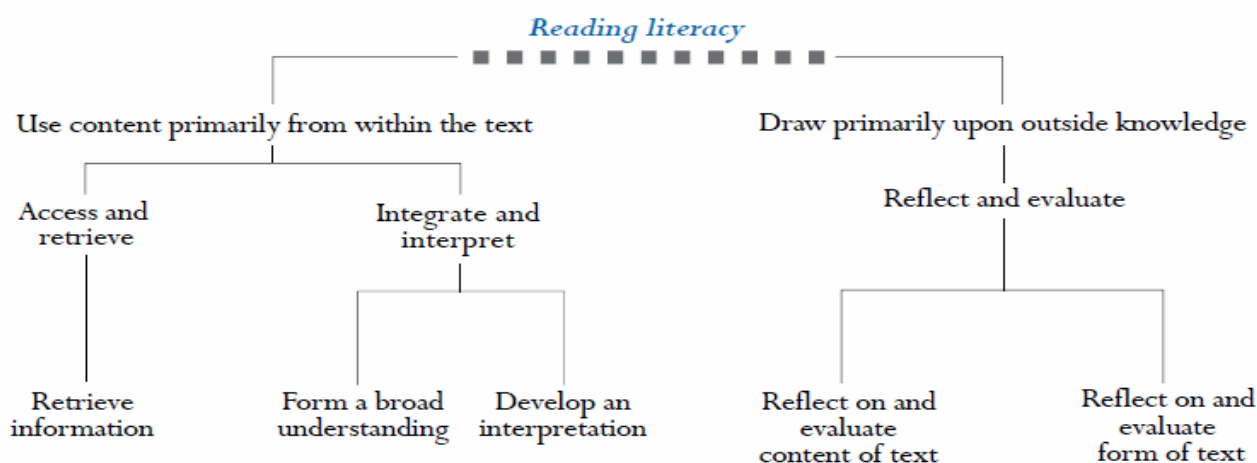 Reading literacy
Use content primarily from within the text
Draw primarily upon outside knowledge
Access and
retrieve
Integrate and
interpret
Reflect and evaluate
Retrieve
information
Form a broad
understanding
Develop an
interpretation
Reflect on and
evaluate
content of text
Reflect on and
evaluate
form of text